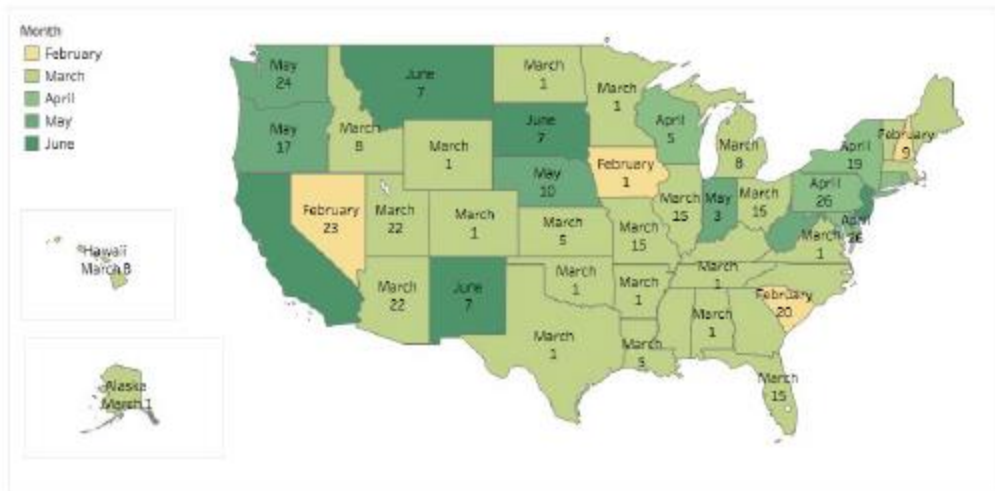 Month
February
March
April
May
June
May
24
June
7
March
1
March
1
May
17
March
8
March
1
June
7
April
5
March
8
April
19
February
9
February
23
March
22
March
1
May
10
February
1
March
15
May
3
March
15
April
26
April
26
March
1
March
5
March
15
March
22
June
7
March
1
March
1
March
1
February
20
March
1
March
1
March
5
March
15
Hawaii
March 8
Alaska
March 1